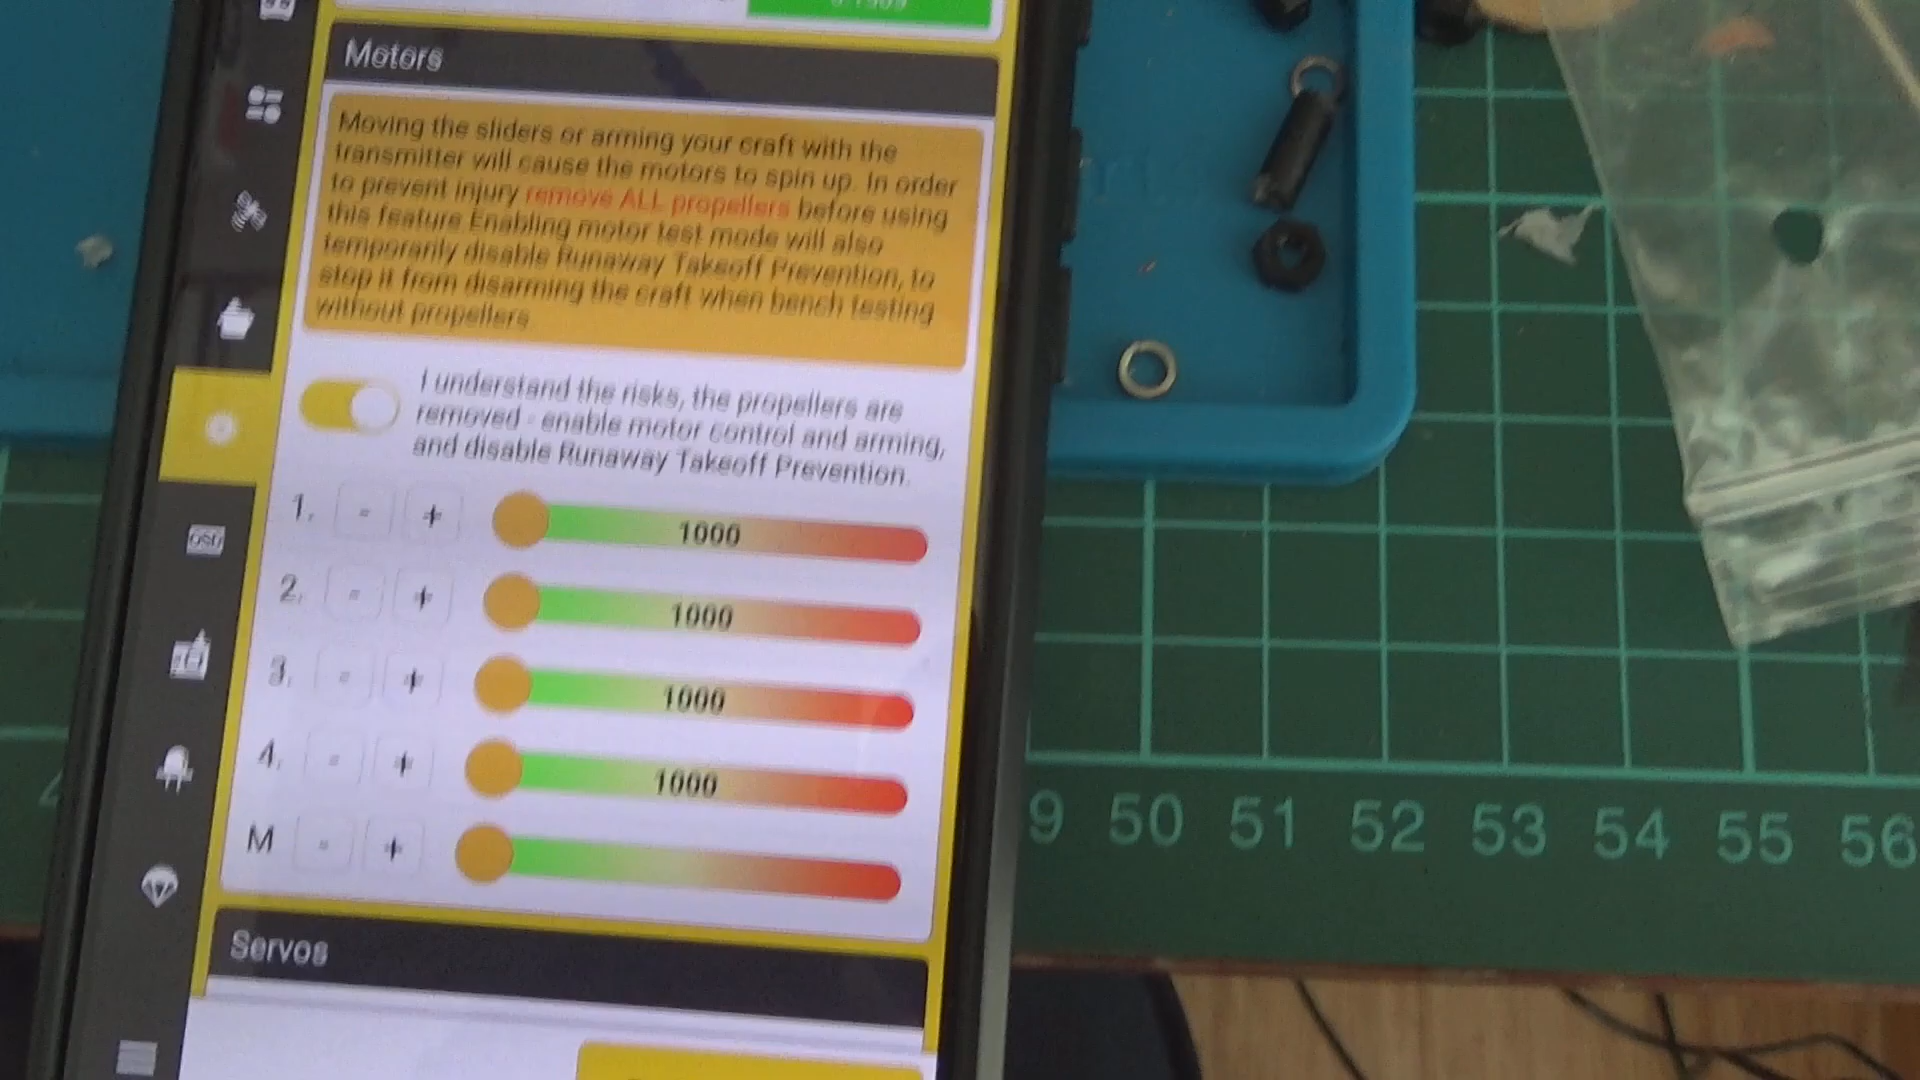 Motors
Moving the sliders or arming your craft with the
transmitter will cause the motors to spin up. In order
to prevent injury remove ALL propellers before using
this feature Enabling motor test mode will also
temporarily disable Runaway Takeoff Prevention, to
stop it from disarming the craft when bench testing
without propellers
I understand the risks, the propellers are
removed - enable motor control and arming,
and disable Runaway Takeoff Prevention.
1. - + 1000
2. - + 1000
3. - + 1000
4. - + 1000
M - +
Servos
OSD
9 50 51 52 53 54 55 56